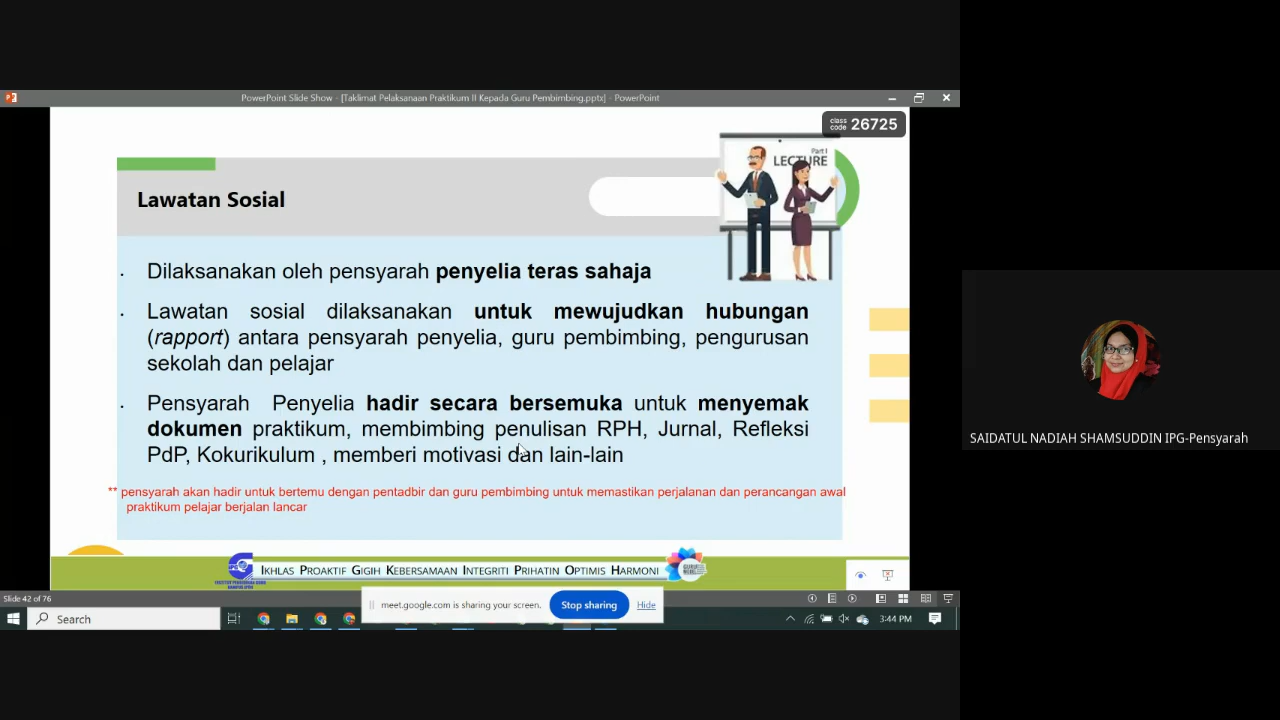 PowerPoint Slide Show - [Taklimat Pelaksanaan Praktikum II Kepada Guru Pembimbing.pptx] - PowerPoint
class code 26725
Part I
LECTURE
Lawatan Sosial
• Dilaksanakan oleh pensyarah penyelia teras sahaja
• Lawatan sosial dilaksanakan untuk mewujudkan hubungan
(rapport) antara pensyarah penyelia, guru pembimbing, pengurusan
sekolah dan pelajar
• Pensyarah Penyelia hadir secara bersemuka untuk menyemak
dokumen praktikum, membimbing penulisan RPH, Jurnal, Refleksi
PdP, Kokurikulum , memberi motivasi dan lain-lain
** pensyarah akan hadir untuk bertemu dengan pentadbir dan guru pembimbing untuk memastikan perjalanan dan perancangan awal
praktikum pelajar berjalan lancar
SAIDATUL NADIAH SHAMSUDDIN IPG-Pensyarah
IKHLAS PROAKTIF GIGIH KEBERSAMAAN INTEGRITI PRIHATIN OPTIMIS HARMONI
Slide 42 of 76
meet.google.com is sharing your screen.
Stop sharing
Hide
Search
3:44 PM